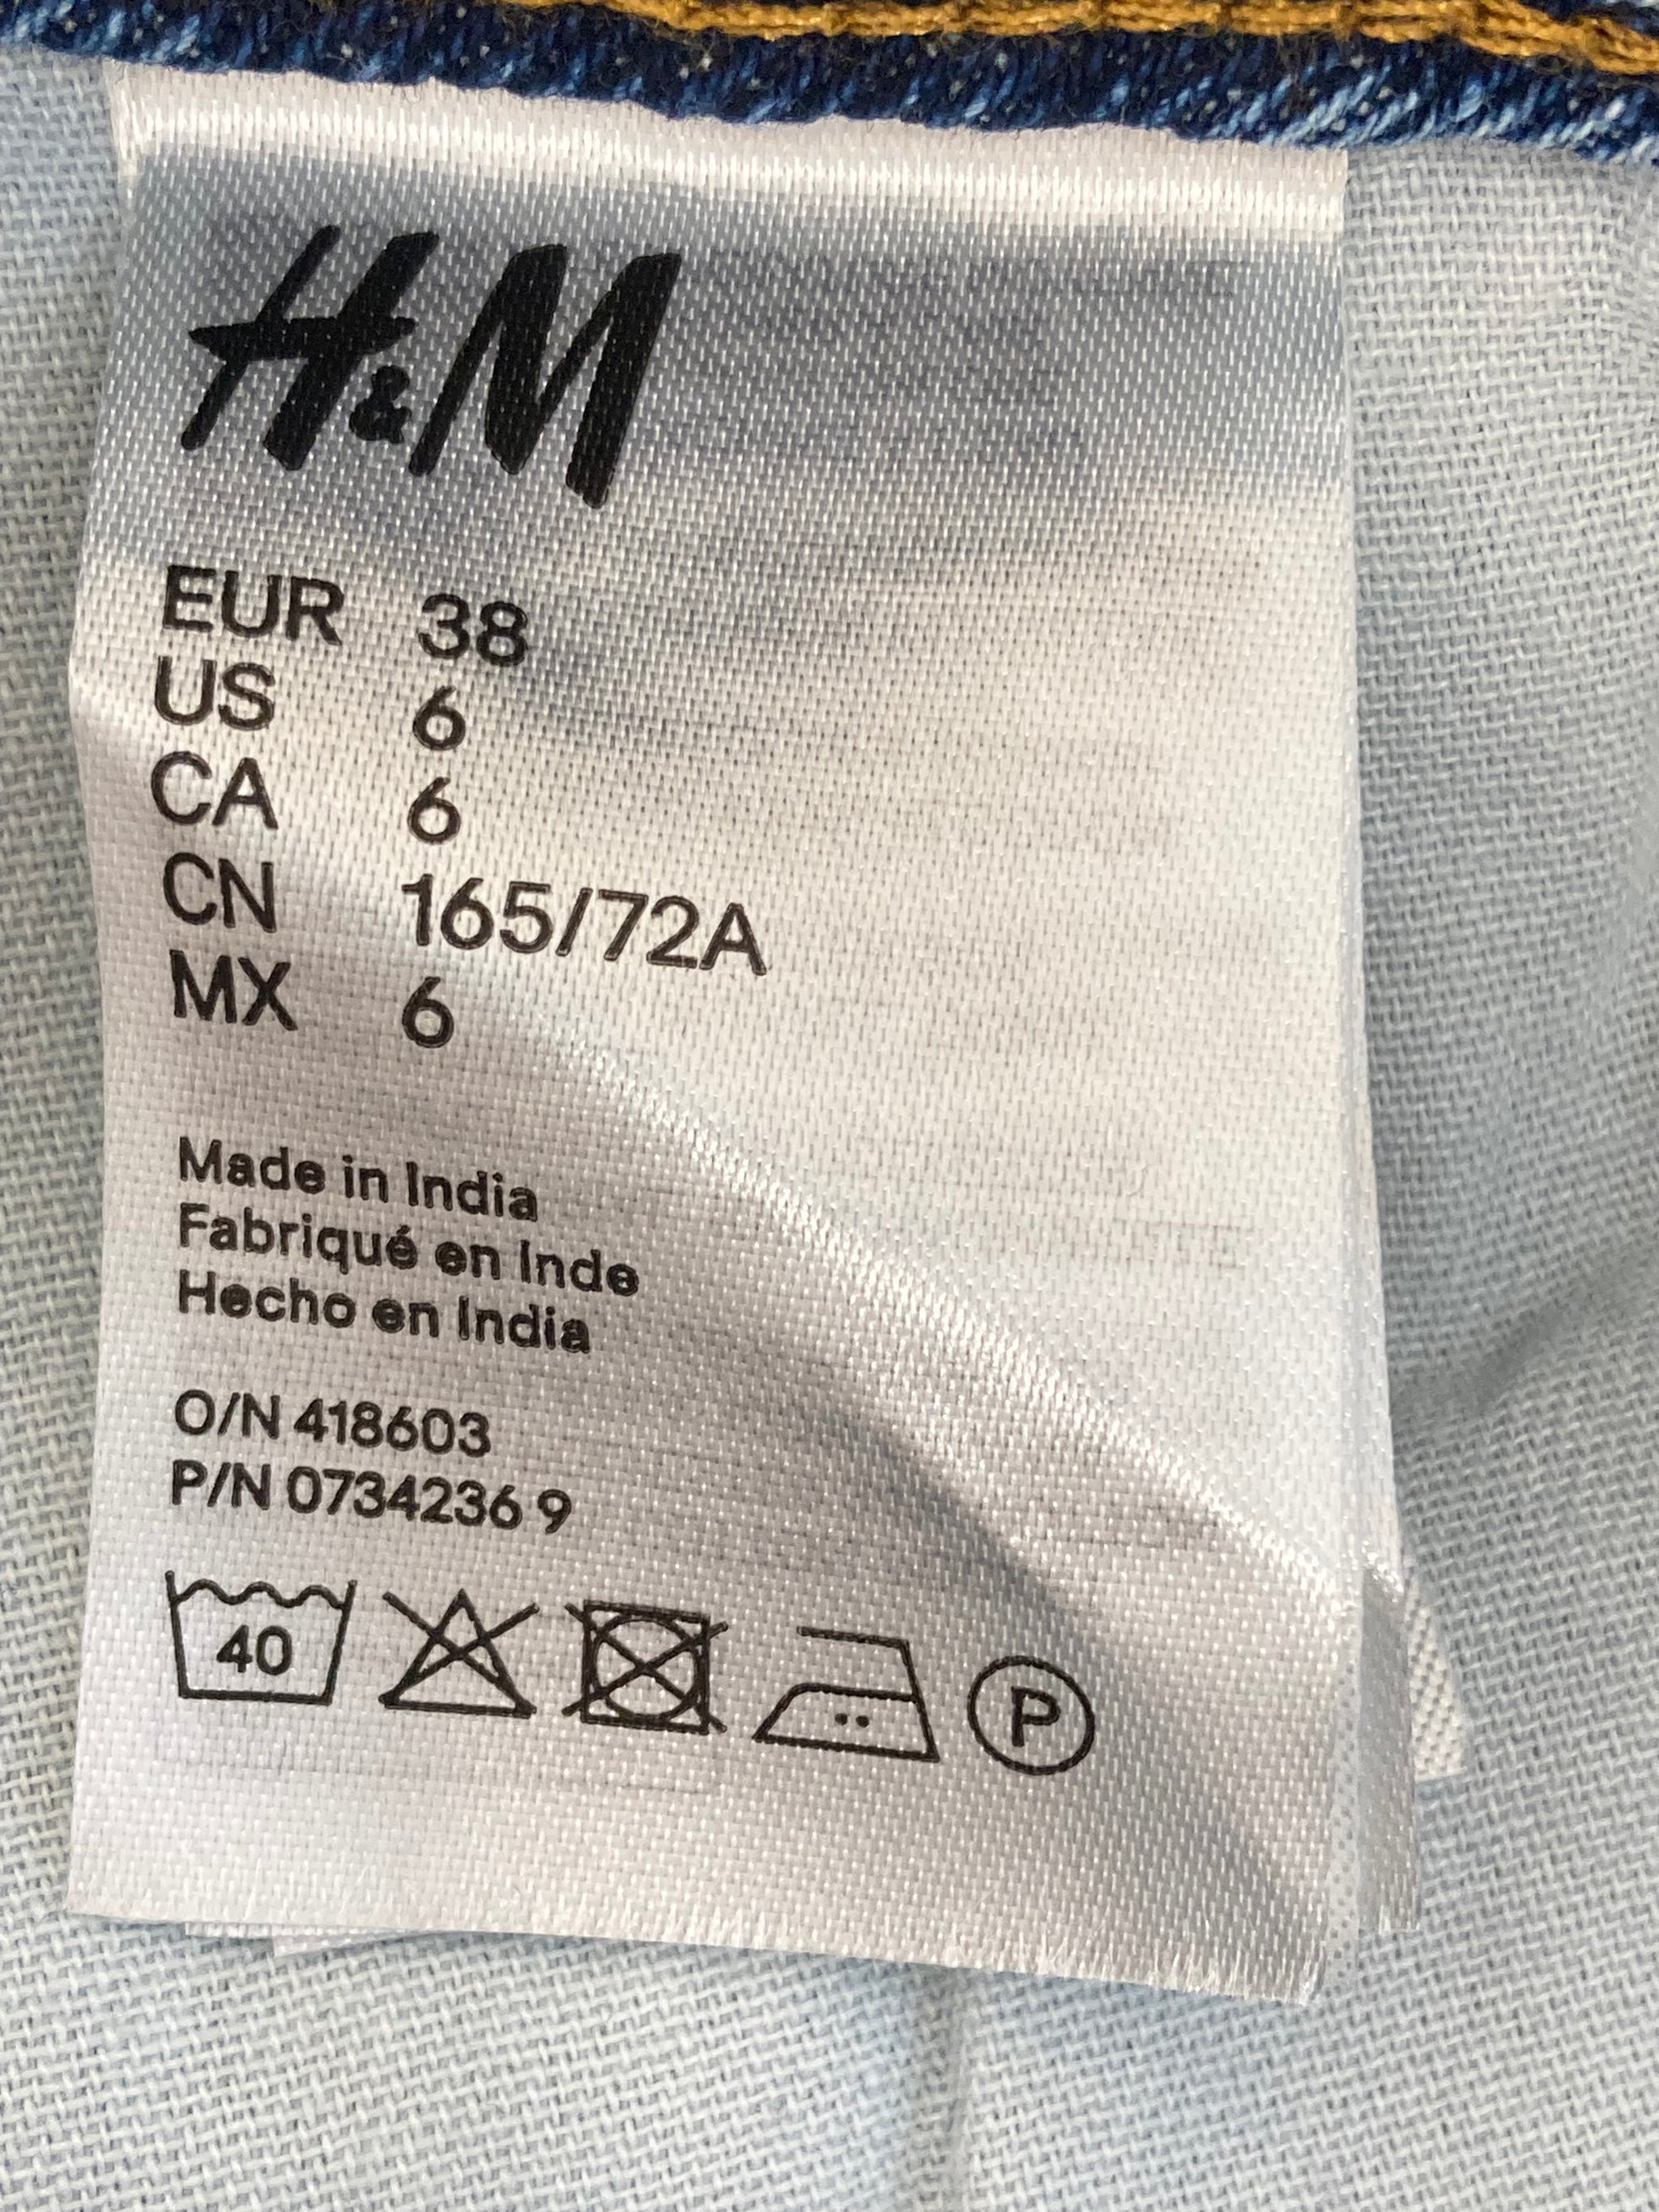 H&M
EUR 38
US 6
CA 6
CN 165/72A
MX 6
Made in India
Fabriqué en Inde
Hecho en India
O/N 418603
P/N 0734236 9
40
P